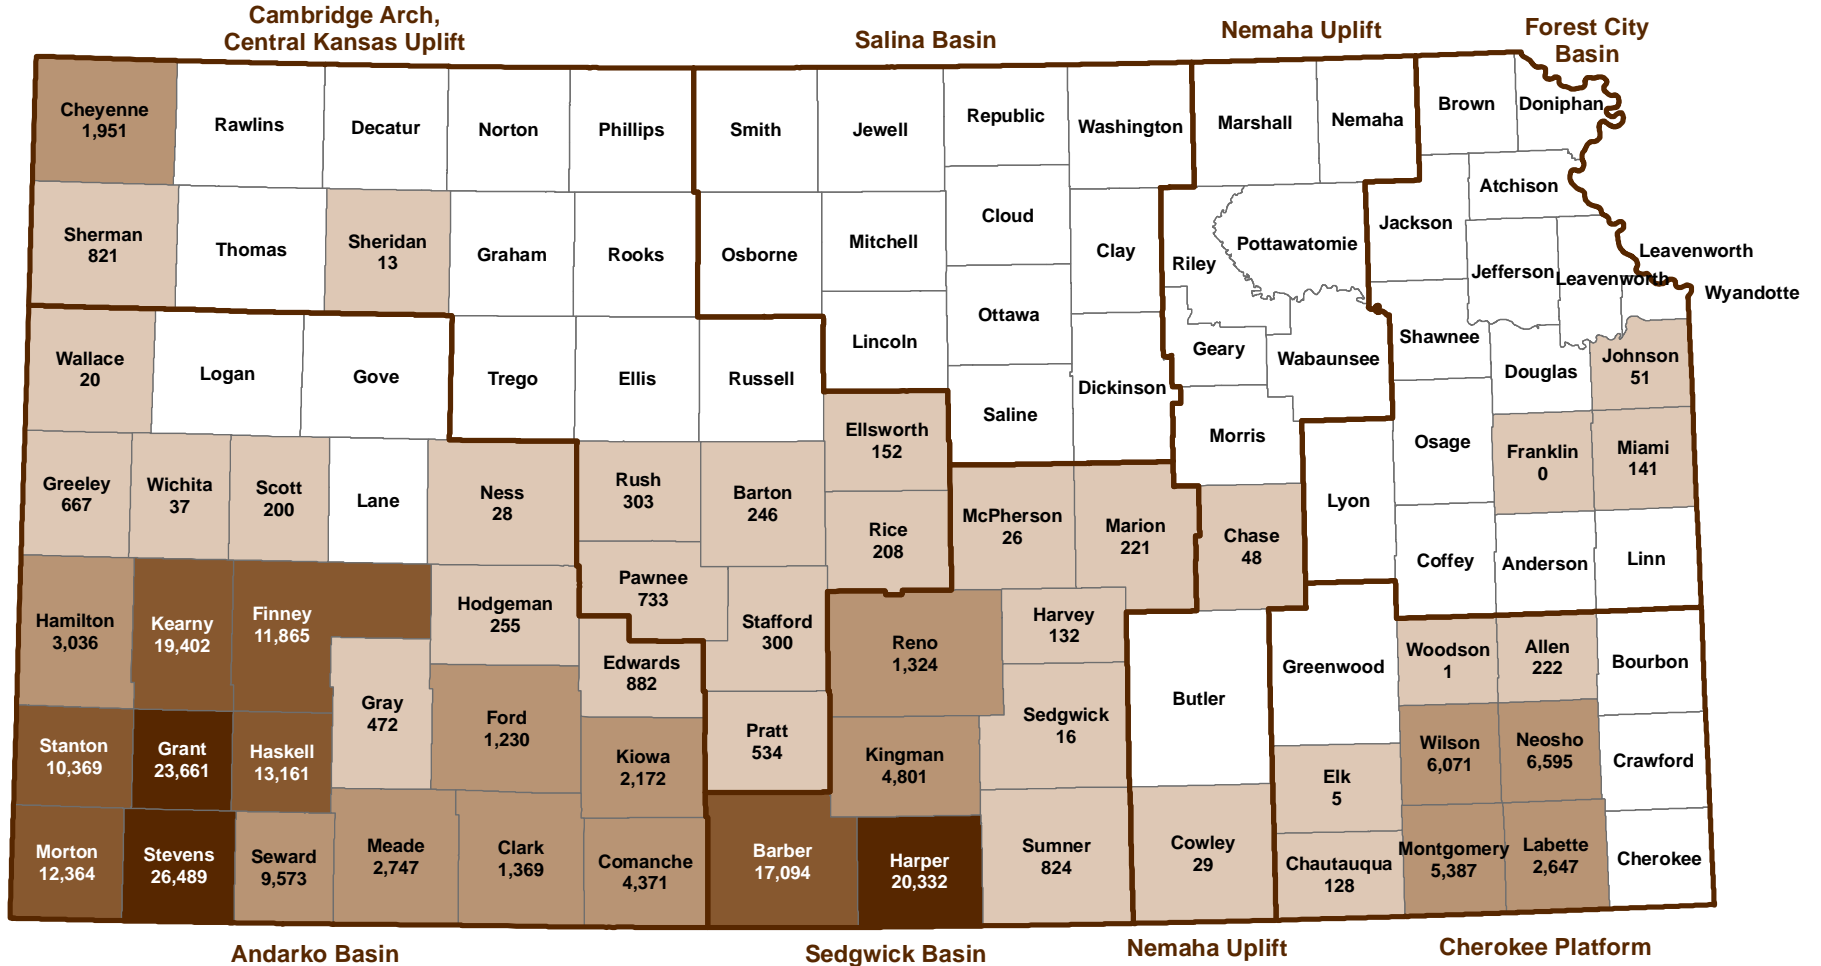 Cambridge Arch,
Central Kansas Uplift
Salina Basin
Nemaha Uplift
Forest City
Basin
Cheyenne
1,951
Rawlins
Decatur
Norton
Phillips
Smith
Jewell
Republic
Washington
Marshall
Nemaha
Brown
Doniphan
Atchison
Sherman
821
Thomas
Sheridan
13
Graham
Rooks
Osborne
Mitchell
Cloud
Clay
Riley
Pottawatomie
Jackson
Jefferson
Leavenworth
Leavenworth
Wyandotte
Wallace
20
Logan
Gove
Trego
Ellis
Russell
Lincoln
Ottawa
Saline
Dickinson
Geary
Wabaunsee
Shawnee
Douglas
Johnson
51
Morris
Ellsworth
152
Greeley
667
Wichita
37
Scott
200
Lane
Ness
28
Rush
303
Barton
246
Rice
208
McPherson
26
Marion
221
Chase
48
Lyon
Osage
Franklin
0
Miami
141
Coffey
Anderson
Linn
Hamilton
3,036
Kearny
19,402
Finney
11,865
Hodgeman
255
Pawnee
733
Stafford
300
Edwards
882
Reno
1,324
Harvey
132
Butler
Greenwood
Woodson
1
Allen
222
Bourbon
Gray
472
Ford
1,230
Kiowa
2,172
Pratt
534
Kingman
4,801
Sedgwick
16
Stanton
10,369
Grant
23,661
Haskell
13,161
Elk
5
Wilson
6,071
Neosho
6,595
Crawford
Morton
12,364
Stevens
26,489
Seward
9,573
Meade
2,747
Clark
1,369
Comanche
4,371
Barber
17,094
Harper
20,332
Sumner
824
Cowley
29
Chautauqua
128
Montgomery
5,387
Labette
2,647
Cherokee
Andarko Basin
Sedgwick Basin
Nemaha Uplift
Cherokee Platform